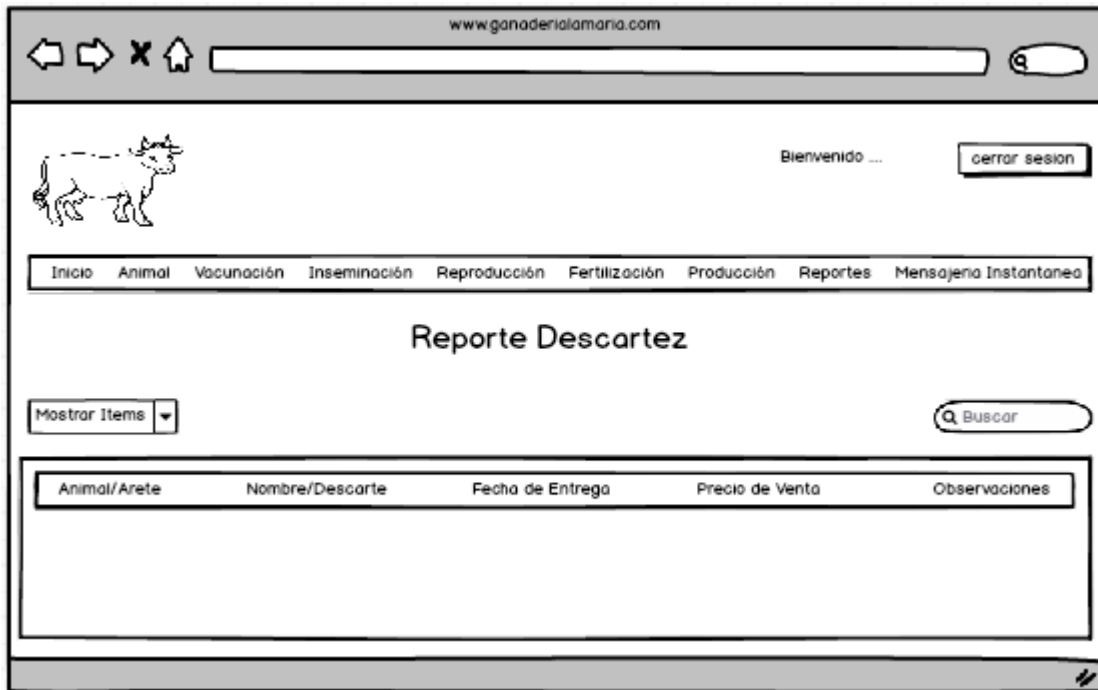 www.ganaderialamaria.com
Bienvenido ...
cerrar sesion
Inicio Animal Vacunación Inseminación Reproducción Fertilización Producción Reportes Mensajeria Instantanea
Reporte Descartez
Mostrar Items
Buscar
Animal/Arete Nombre/Descarte Fecha de Entrega Precio de Venta Observaciones